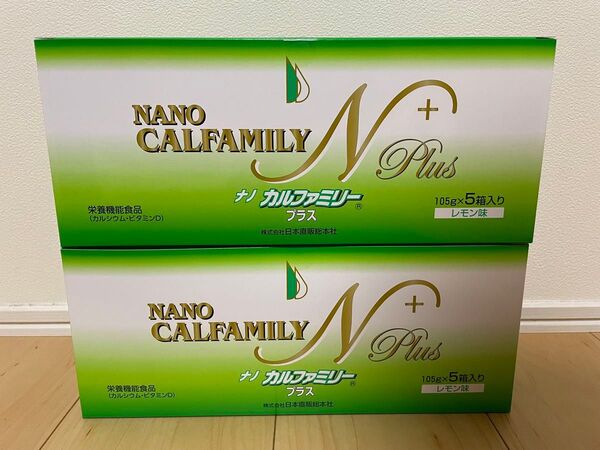 NANO
CALFAMILY
N+
Plus
ナノ カルファミリー®
プラス
栄養機能食品
(カルシウム・ビタミンD)
105g×5箱入り
レモン味
株式会社日本直販総本社
NANO
CALFAMILY
N+
Plus
ナノ カルファミリー®
プラス
栄養機能食品
(カルシウム・ビタミンD)
105g×5箱入り
レモン味
株式会社日本直販総本社